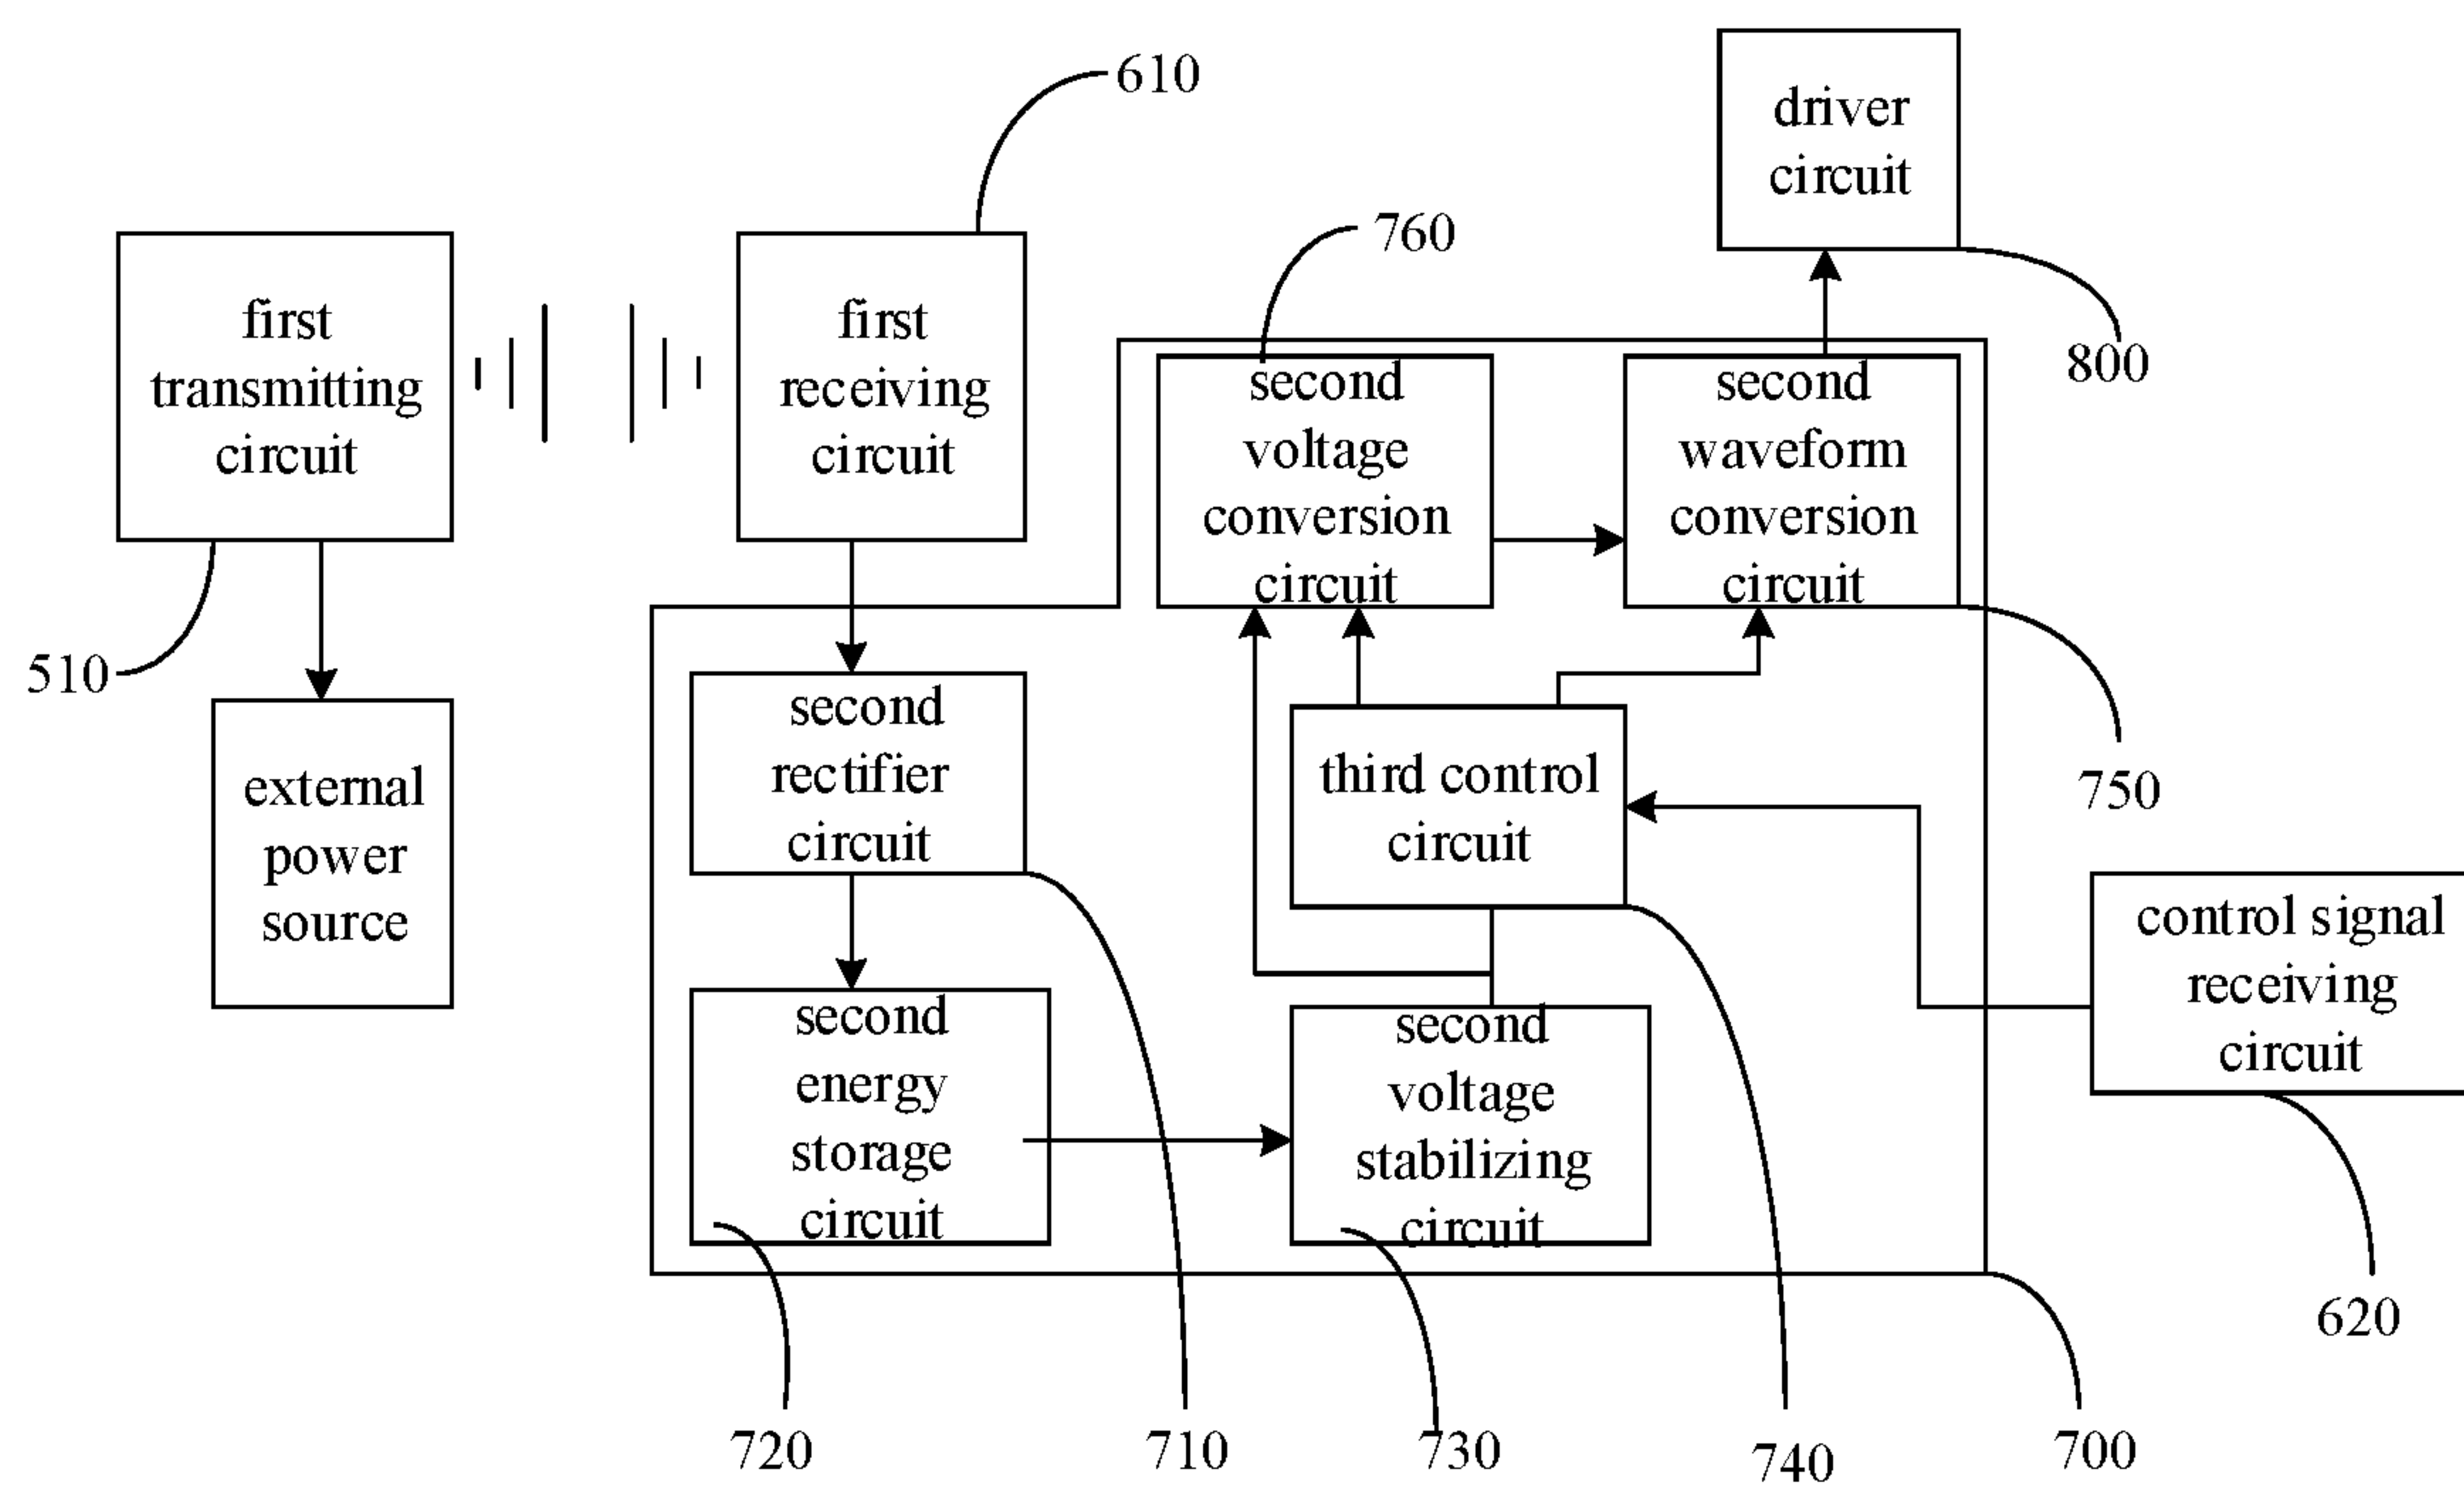 610
driver
circuit
760
first
transmitting
circuit
first
receiving
circuit
800
second
voltage
conversion
circuit
second
waveform
conversion
circuit
510
second
rectifier
circuit
third control
circuit
750
external
power
source
control signal
receiving
circuit
second
energy
storage
circuit
second
voltage
stabilizing
circuit
620
720
710
730
740
700